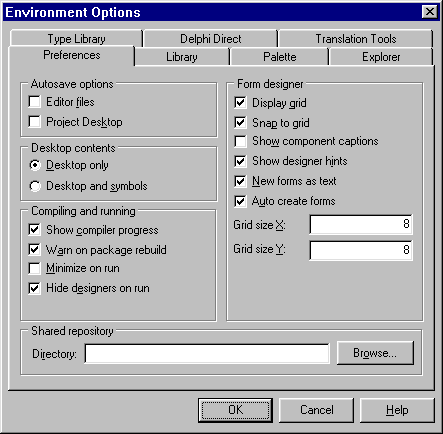 Environment Options
Type Library
Delphi Direct
Translation Tools
Preferences
Library
Palette
Explorer
Autosave options
Editor files
Project Desktop
Desktop contents
Desktop only
Desktop and symbols
Compiling and running
Show compiler progress
Warn on package rebuild
Minimize on run
Hide designers on run
Form designer
Display grid
Snap to grid
Show component captions
Show designer hints
New forms as text
Auto create forms
Grid size X: 8
Grid size Y: 8
Shared repository
Directory:
Browse...
OK
Cancel
Help